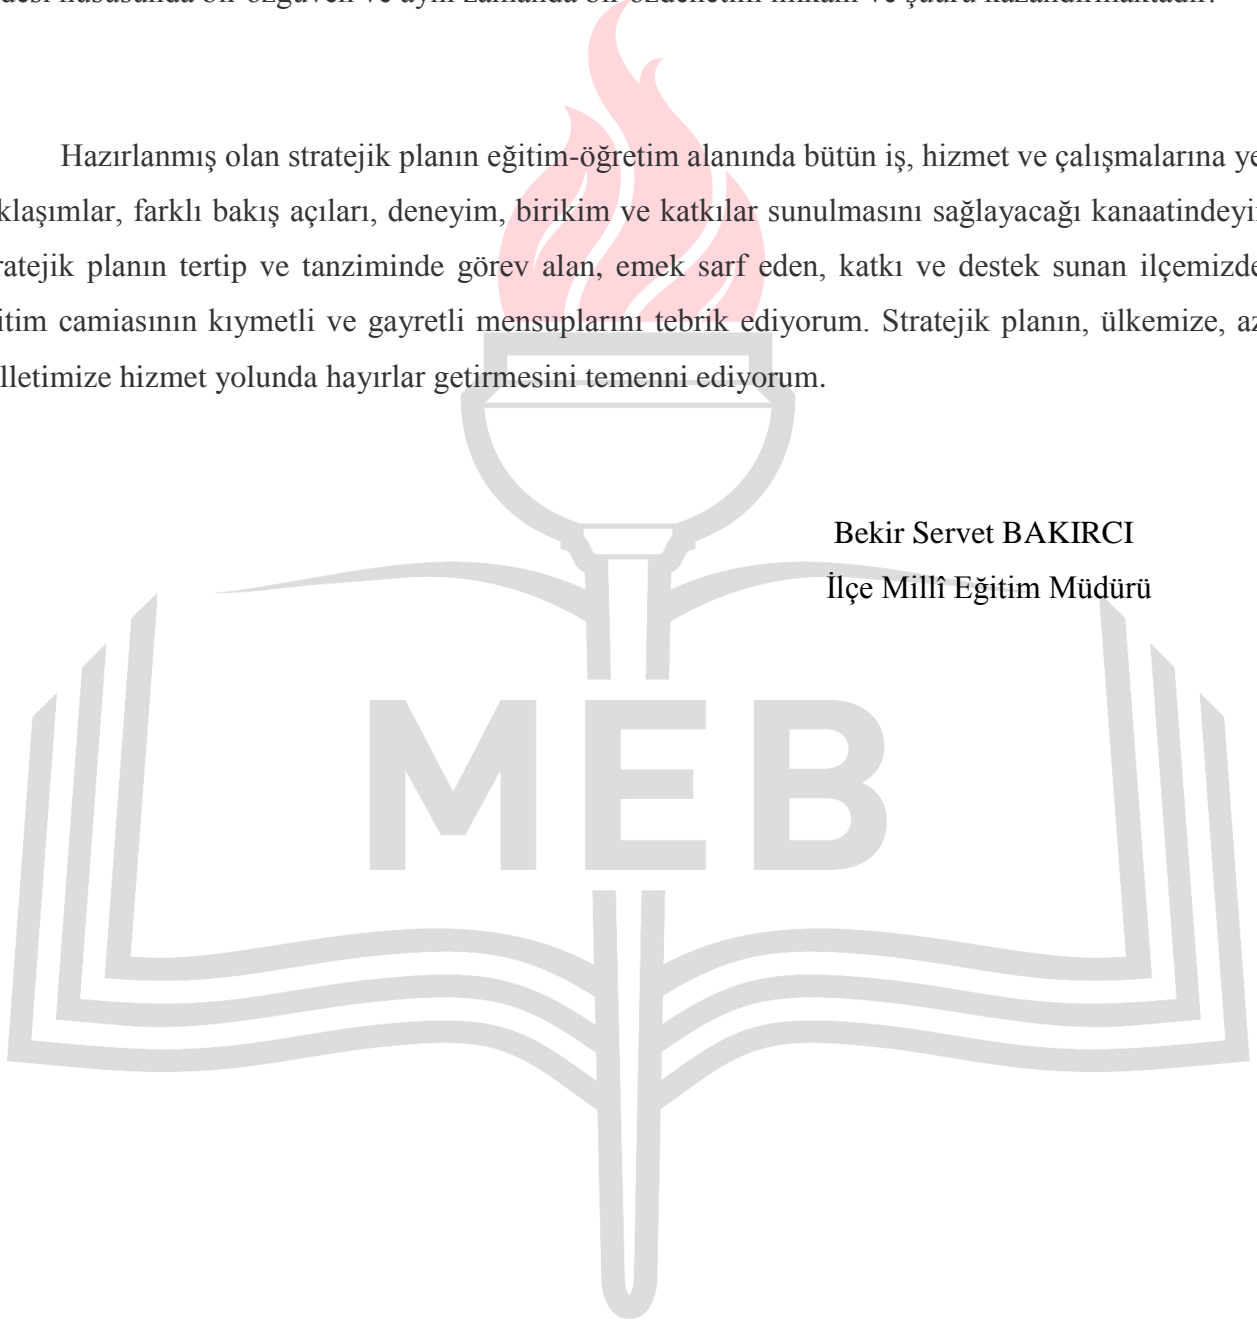 hususunda bir özgüven ve aynı zamanda bir özdenetim imkânı ve şuuru kazandırmaktadır.
Hazırlanmış olan stratejik planın eğitim-öğretim alanında bütün iş, hizmet ve çalışmalarına ye
klaşımlar, farklı bakış açıları, deneyim, birikim ve katkılar sunulmasını sağlayacağı kanaatindeyi
ratejik planın tertip ve tanziminde görev alan, emek sarf eden, katkı ve destek sunan ilçemizde
itim camiasının kıymetli ve gayretli mensuplarını tebrik ediyorum. Stratejik planın, ülkemize, az
lletimize hizmet yolunda hayırlar getirmesini temenni ediyorum.
Bekir Servet BAKIRCI
İlçe Millî Eğitim Müdürü
MEB